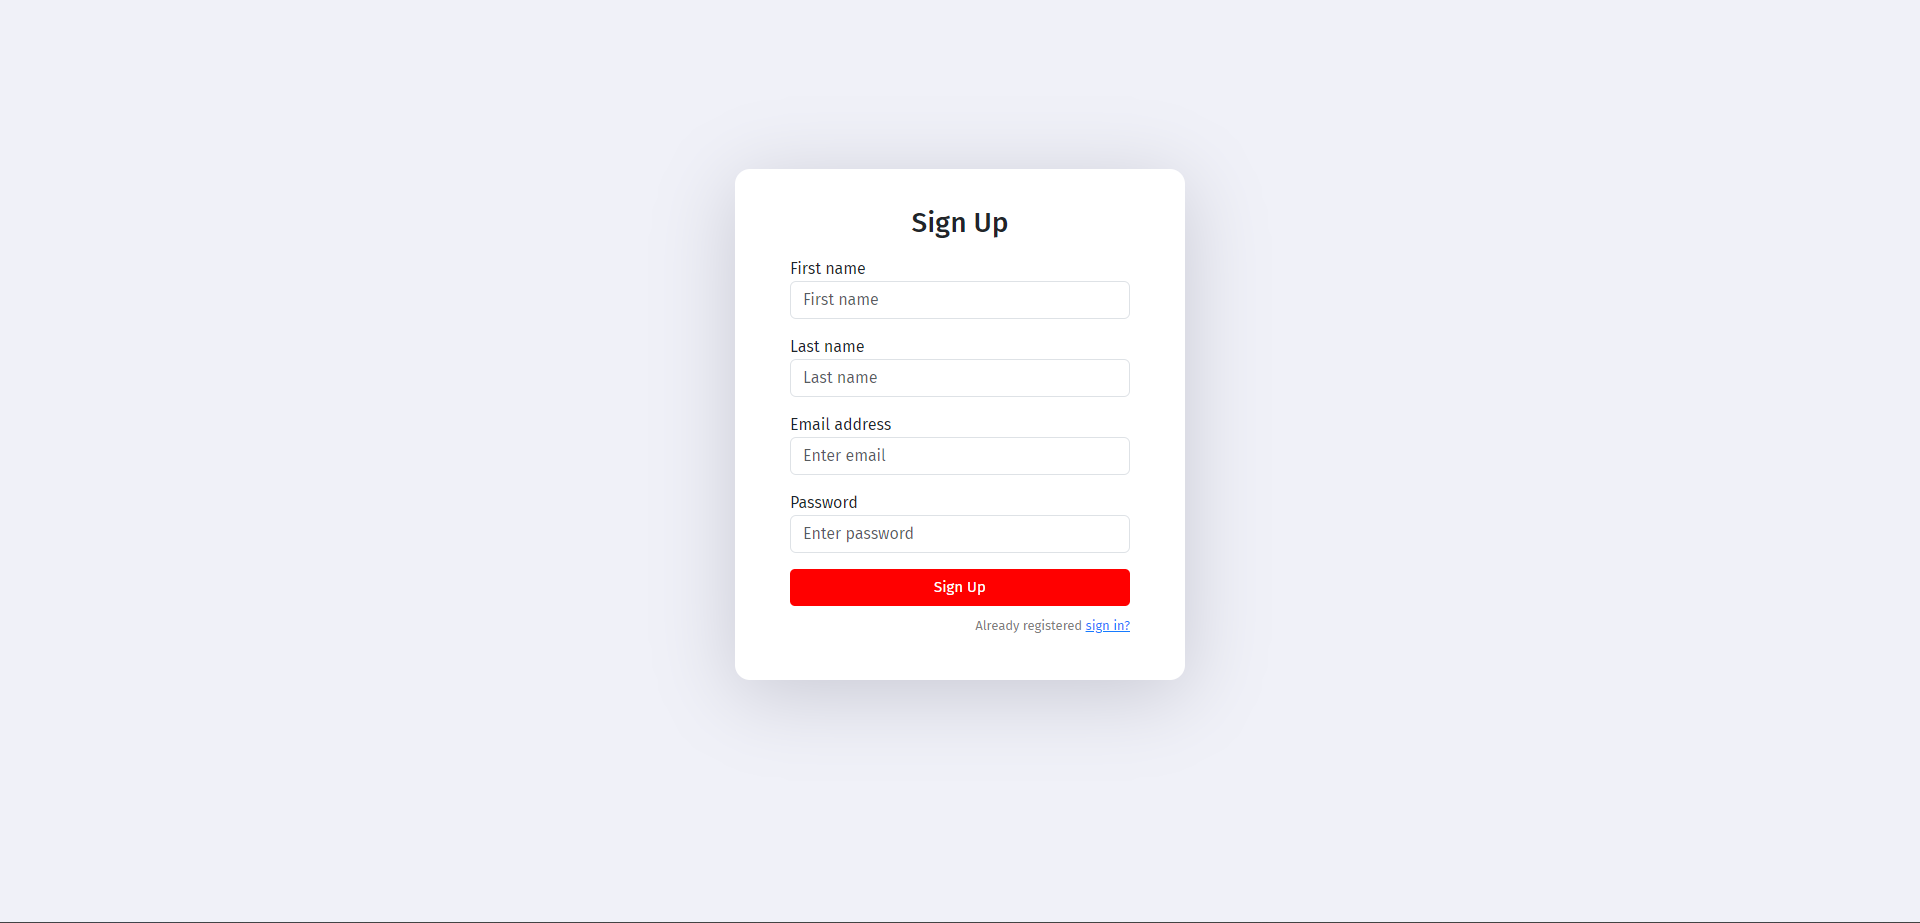 Sign Up
First name
First name
Last name
Last name
Email address
Enter email
Password
Enter password
Sign Up
Already registered sign in?